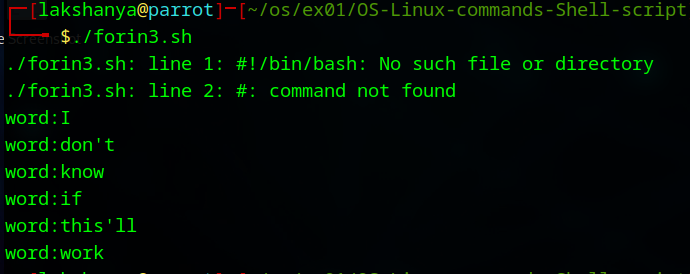 [lakshanya@parrot]-[~/os/ex01/OS-Linux-commands-Shell-script
$./forin3.sh
./forin3.sh: line 1: #!/bin/bash: No such file or directory
./forin3.sh: line 2: #: command not found
word:I
word:don't
word:know
word:if
word:this'll
word:work